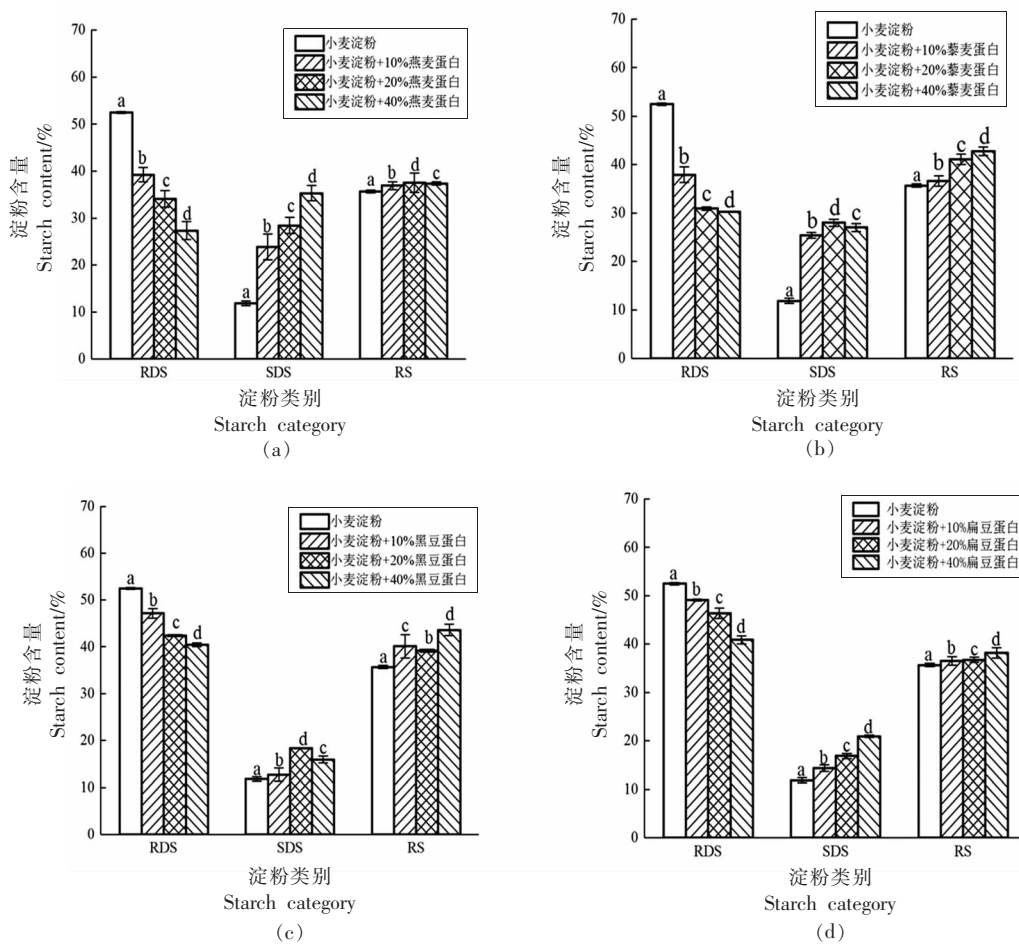 70
60
50
40
30
20
10
0
淀粉含量
Starch content/%
小麦淀粉
小麦淀粉+10%燕麦蛋白
小麦淀粉+20%燕麦蛋白
小麦淀粉+40%燕麦蛋白
a
b
c
d
a
b
c
d
a
b
d
c
RDS
SDS
RS
淀粉类别
Starch category
(a)
70
60
50
40
30
20
10
0
淀粉含量
Starch content/%
小麦淀粉
小麦淀粉+10%藜麦蛋白
小麦淀粉+20%藜麦蛋白
小麦淀粉+40%藜麦蛋白
a
b
c
d
a
b
d
c
a
b
c
d
RDS
SDS
RS
淀粉类别
Starch category
(b)
70
60
50
40
30
20
10
0
淀粉含量
Starch content/%
小麦淀粉
小麦淀粉+10%黑豆蛋白
小麦淀粉+20%黑豆蛋白
小麦淀粉+40%黑豆蛋白
a
b
c
d
a
b
d
c
a
c
b
d
RDS
SDS
RS
淀粉类别
Starch category
(c)
70
60
50
40
30
20
10
0
淀粉含量
Starch content/%
小麦淀粉
小麦淀粉+10%扁豆蛋白
小麦淀粉+20%扁豆蛋白
小麦淀粉+40%扁豆蛋白
a
b
c
d
a
b
c
d
a
b
c
d
RDS
SDS
RS
淀粉类别
Starch category
(d)